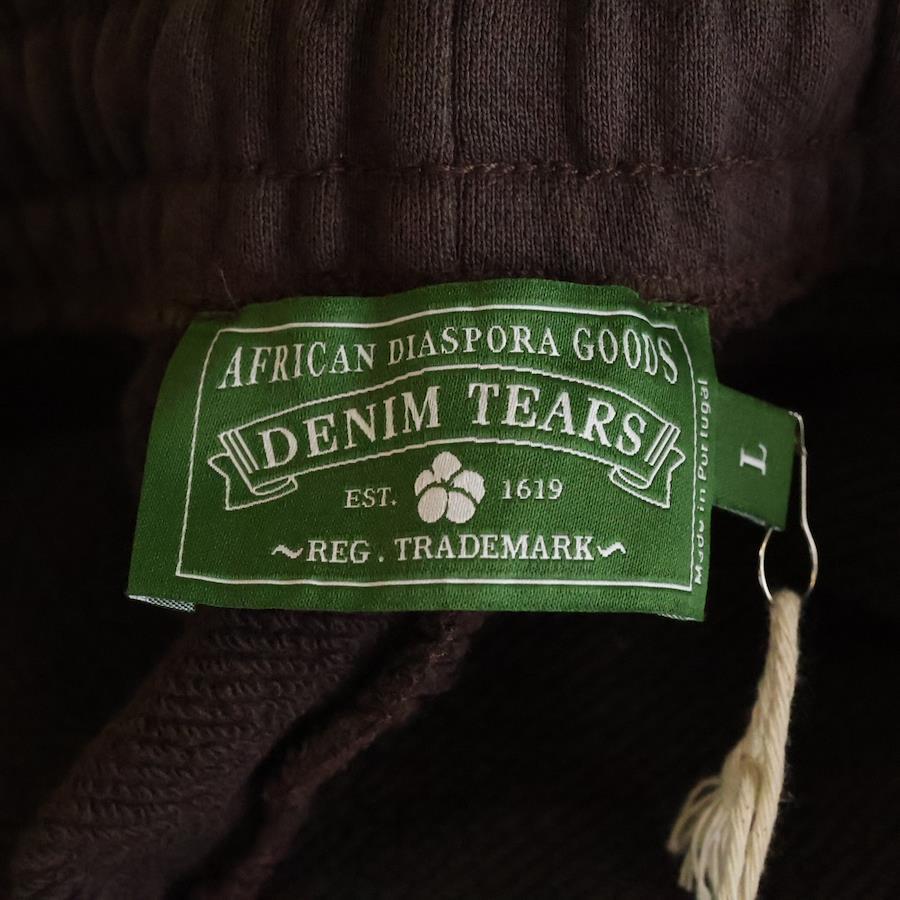 AFRICAN DIASPORA GOODS
DENIM TEARS
EST. 1619
~REG. TRADEMARK~
Made in Portugal
L